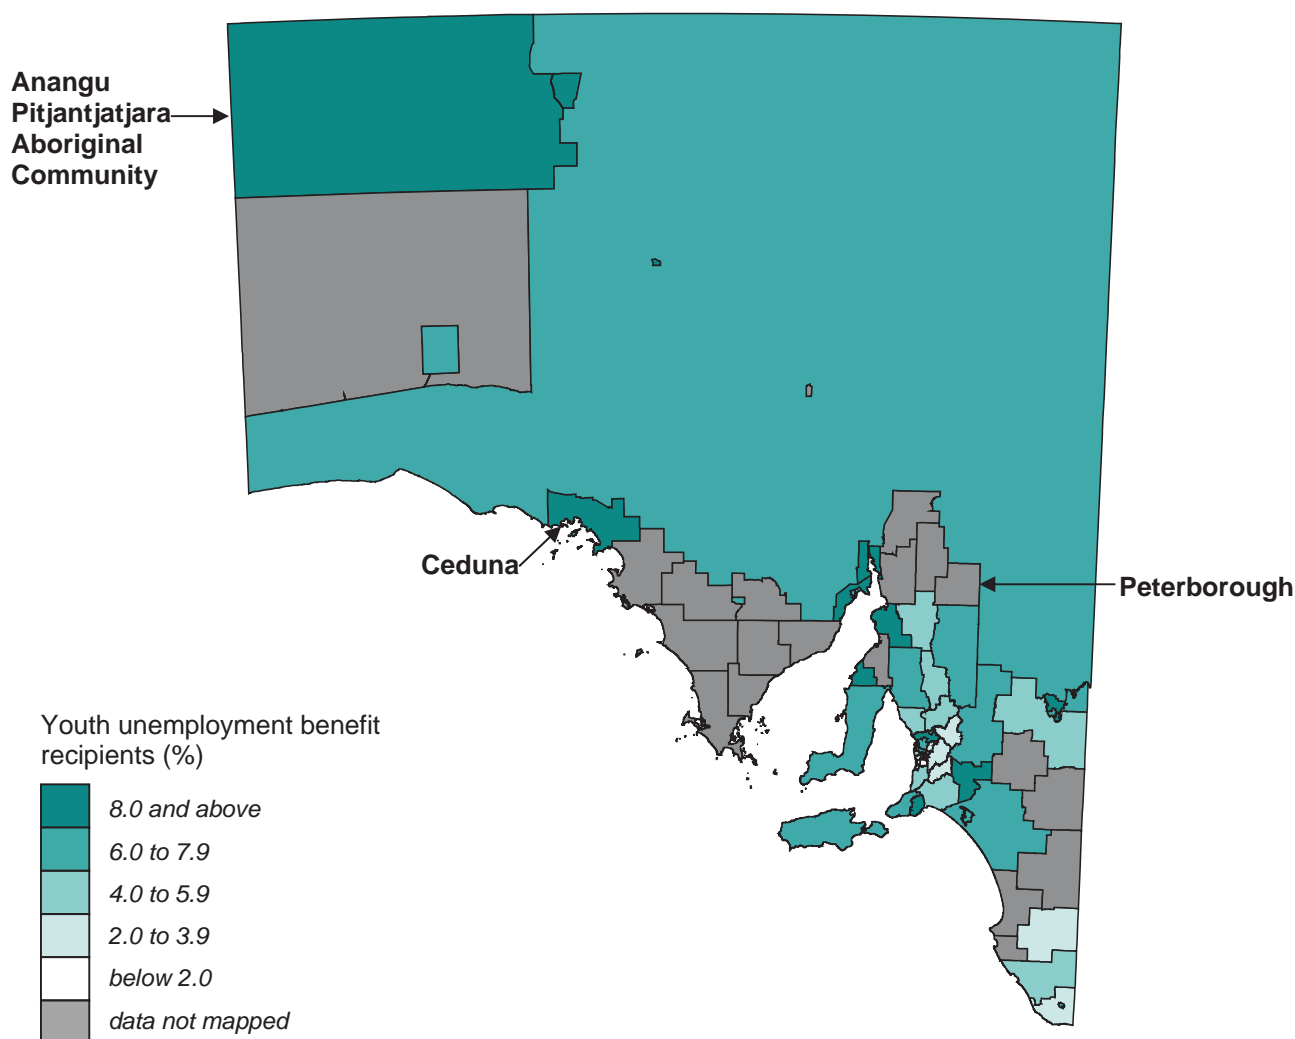 Anangu
Pitjantjatjara
Aboriginal
Community
Ceduna
Peterborough
Youth unemployment benefit
recipients (%)
8.0 and above
6.0 to 7.9
4.0 to 5.9
2.0 to 3.9
below 2.0
data not mapped